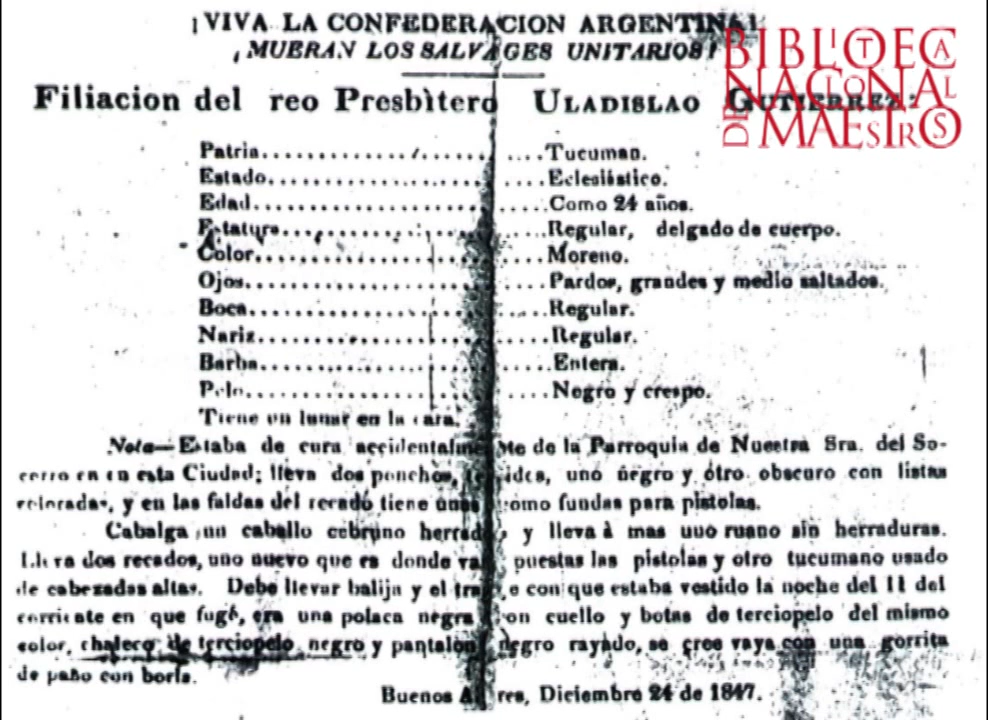 ¡VIVA LA CONFEDERACION ARGENTINA!
¡MUERAN LOS SALVAGES UNITARIOS!
BIBLIOTECA
NACIONAL
DE MAESTROS
Filiacion del reo Presbìtero ULADISLAO GUTIERREZ:
Patria..................Tucuman.
Estado..................Eclesiástico.
Edad..................Como 24 años.
Estatura..................Regular, delgado de cuerpo.
Color..................Moreno.
Ojos..................Pardos, grandes y medio saltados.
Boca..................Regular.
Nariz..................Regular.
Barba..................Entera.
Pelo..................Negro y crespo.
Tiene un lunar en la cara.
Nota—Estaba de cura accidentalmente de la Parroquia de Nuestra Sra. del So-
corro en esta Ciudad; lleva dos ponchos, uno negro y otro obscuro con listas
coloradas, y en las faldas del recado tiene unas como fundas para pistolas.
Cabalga un caballo cebruno herrado, y lleva à mas uno ruano sin herraduras.
Lleva dos recados, uno nuevo que es donde van puestas las pistolas y otro tucumano usado
de cabezadas altas. Debe llevar balija y el trage con que estaba vestido la noche del 11 del
corriente en que fugó, era una polaca negra con cuello y botas de terciopelo del mismo
color, chaleco de terciopelo negro y pantalon negro rayado, se cree vaya con una gorrita
de paño con borla.
Buenos Aires, Diciembre 24 de 1847.